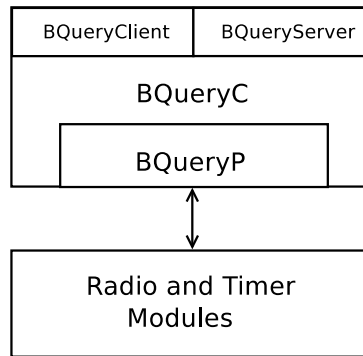 BQueryClient
BQueryServer
BQueryC
BQueryP
Radio and Timer
Modules